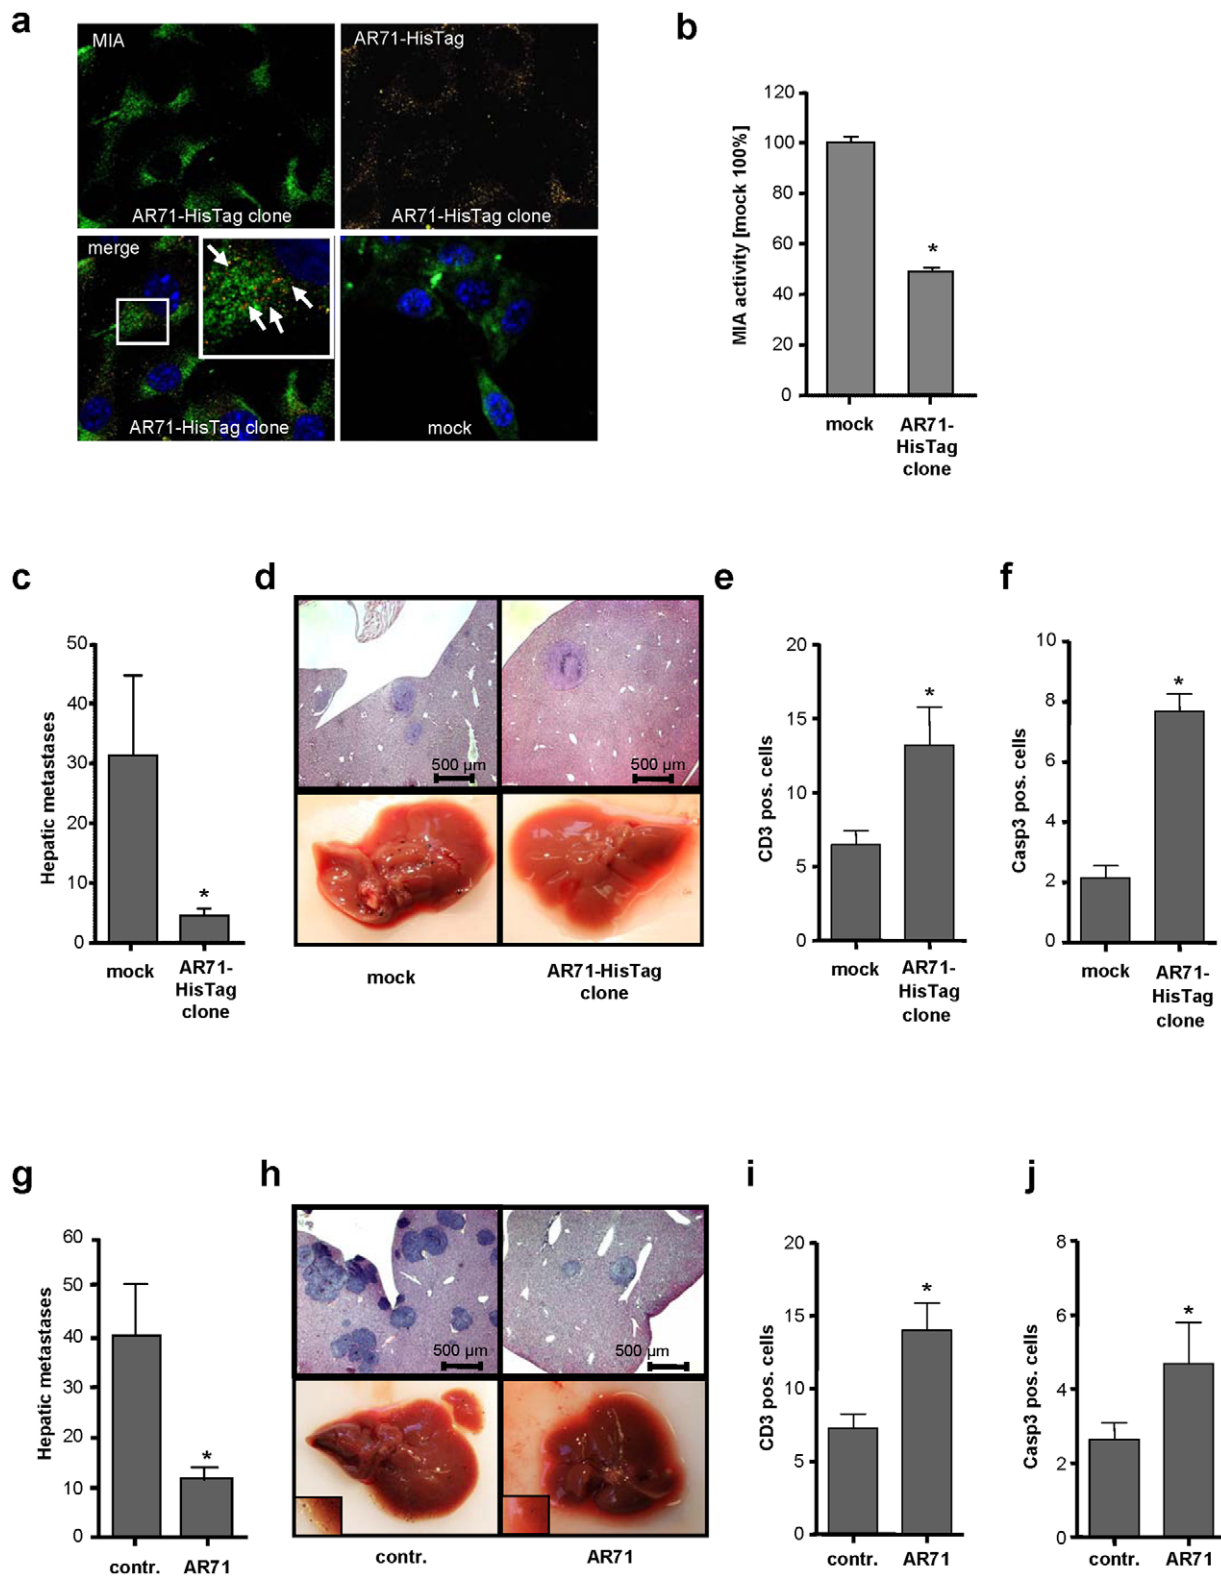 a
MIA
AR71-HisTag
AR71-HisTag clone
AR71-HisTag clone
merge
AR71-HisTag clone
mock
b
MIA activity [mock 100%]
120
100
80
60
40
20
0
*
mock
AR71-
HisTag
clone
c
Hepatic metastases
50
40
30
20
10
0
*
mock
AR71-
HisTag
clone
d
500 µm
500 µm
mock
AR71-HisTag
clone
e
CD3 pos. cells
20
15
10
5
0
*
mock
AR71-
HisTag
clone
f
Casp3 pos. cells
10
8
6
4
2
0
*
mock
AR71-
HisTag
clone
g
Hepatic metastases
60
50
40
30
20
10
0
*
contr.
AR71
h
500 µm
500 µm
contr.
AR71
i
CD3 pos. cells
20
15
10
5
0
*
contr.
AR71
j
Casp3 pos. cells
8
6
4
2
0
*
contr.
AR71